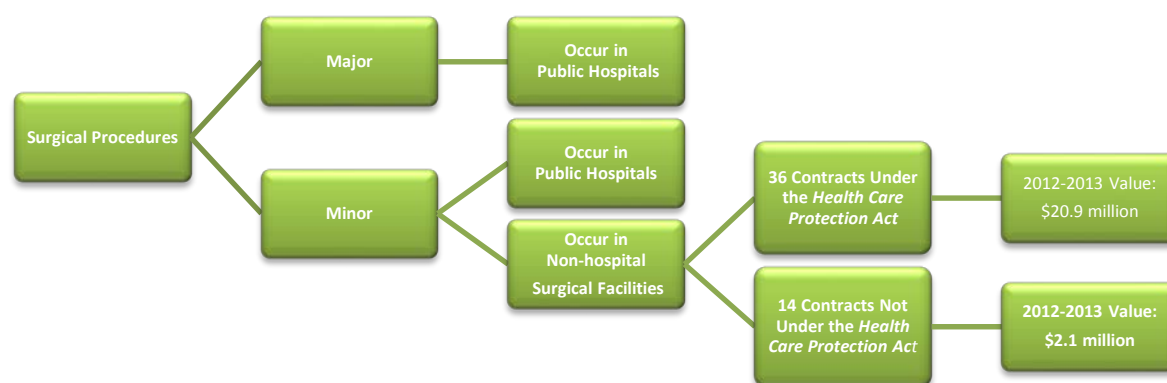 Surgical Procedures
Major
Occur in
Public Hospitals
Minor
Occur in
Public Hospitals
Occur in
Non-hospital
Surgical Facilities
36 Contracts Under
the Health Care
Protection Act
2012-2013 Value:
$20.9 million
14 Contracts Not
Under the Health
Care Protection Act
2012-2013 Value:
$2.1 million